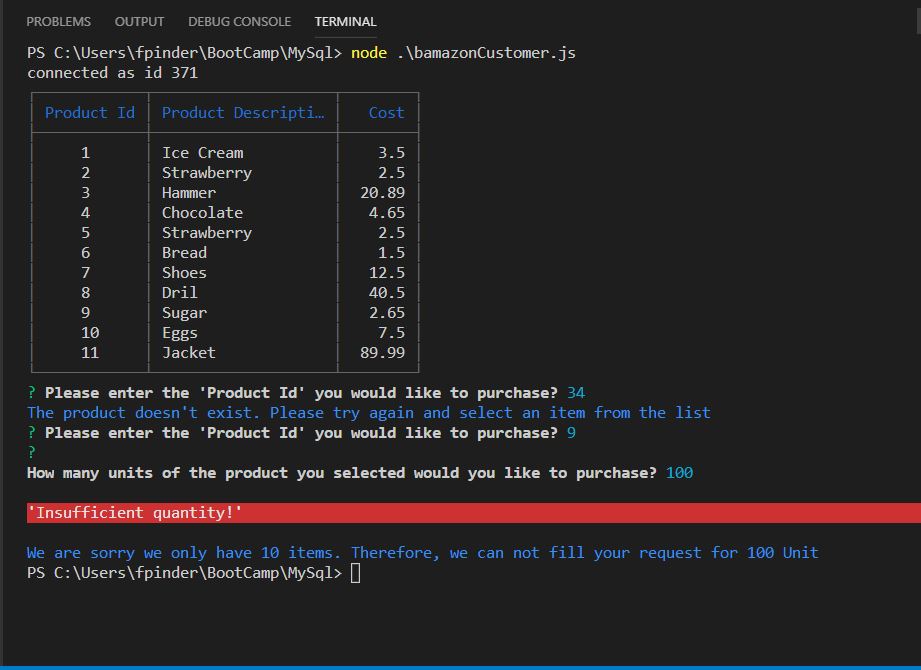 PROBLEMS OUTPUT DEBUG CONSOLE TERMINAL
PS C:\Users\fpinder\BootCamp\MySql> node .\bamazonCustomer.js
connected as id 371
Product Id Product Descripti… Cost
1 Ice Cream 3.5
2 Strawberry 2.5
3 Hammer 20.89
4 Chocolate 4.65
5 Strawberry 2.5
6 Bread 1.5
7 Shoes 12.5
8 Dril 40.5
9 Sugar 2.65
10 Eggs 7.5
11 Jacket 89.99
? Please enter the 'Product Id' you would like to purchase? 34
The product doesn't exist. Please try again and select an item from the list
? Please enter the 'Product Id' you would like to purchase? 9
?
How many units of the product you selected would you like to purchase? 100
'Insufficient quantity!'
We are sorry we only have 10 items. Therefore, we can not fill your request for 100 Unit
PS C:\Users\fpinder\BootCamp\MySql>